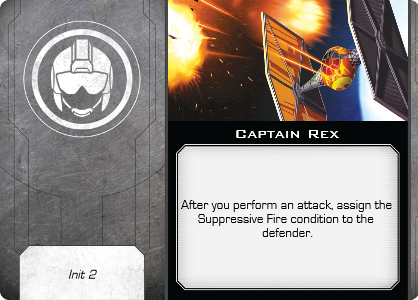 Captain Rex
After you perform an attack, assign the
Suppressive Fire condition to the
defender.
Init 2